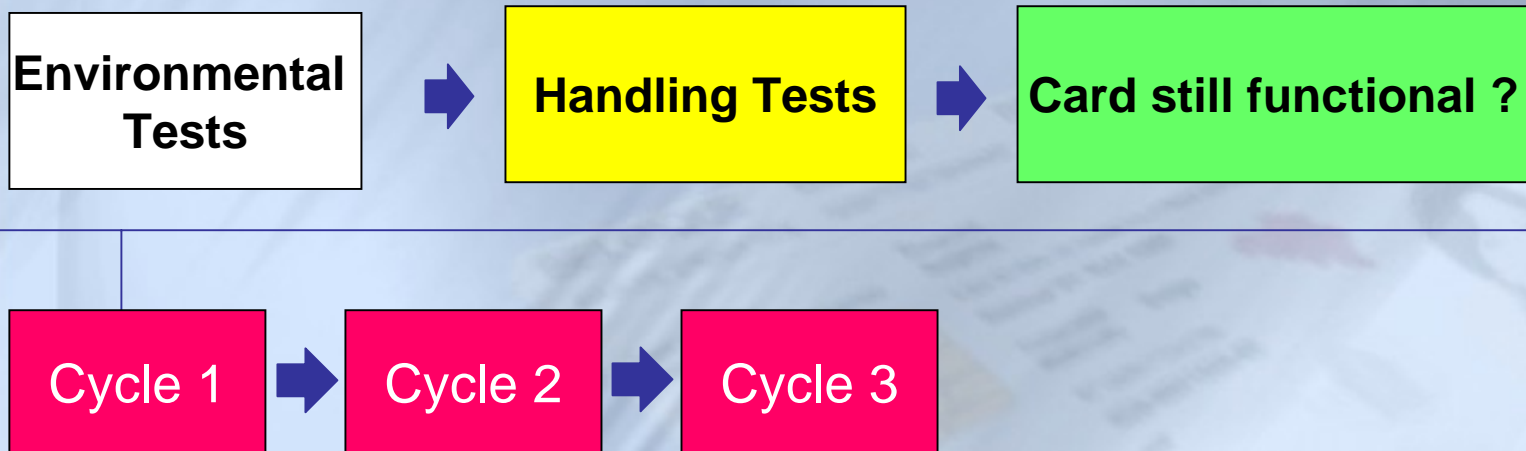 Environmental
Tests
Handling Tests
Card still functional ?
Cycle 1
Cycle 2
Cycle 3